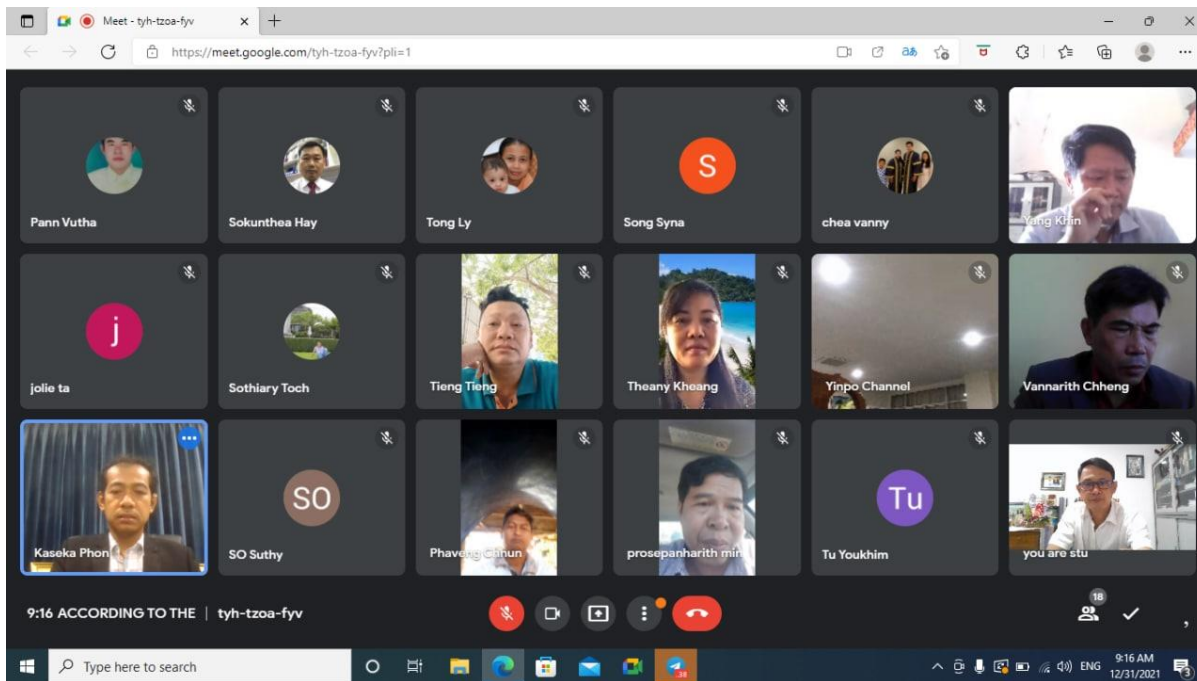 Meet - tyh-tzoa-fyv
https://meet.google.com/tyh-tzoa-fyv?pli=1
Pann Vutha
Sokunthea Hay
Tong Ly
S
Song Syna
chea vanny
Yang Khin
j
jolie ta
Sothiary Toch
Tieng Tieng
Theany Kheang
Yinpo Channel
Vannarith Chheng
Kaseka Phon
SO
SO Suthy
Phaveng Chhun
prosepanharith min
Tu
Tu Youkhim
you are stu
9:16 ACCORDING TO THE | tyh-tzoa-fyv
18
Type here to search
ENG
9:16 AM
12/31/2021
3